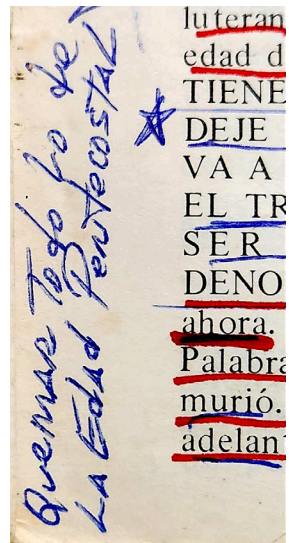 Quemar Todo lo de
LA Edad Pentecostal
luteran
edad d
TIENE
DEJE
VA A
EL TR
SER
DENO
ahora.
Palabra
murió.
adelan